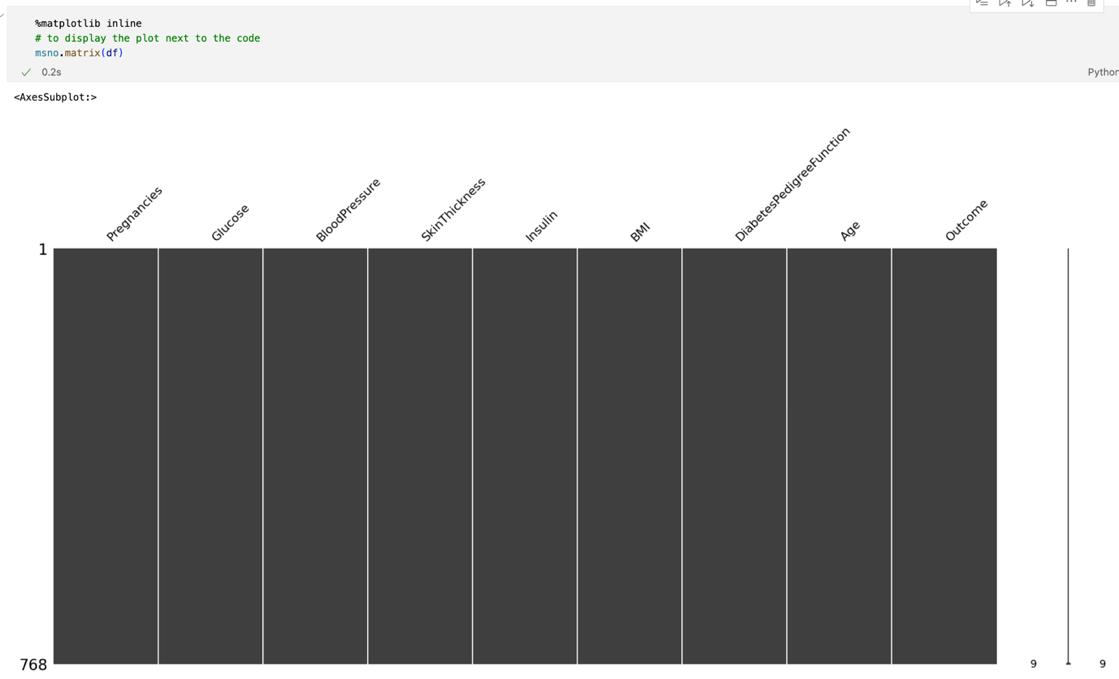 %matplotlib inline
# to display the plot next to the code
msno.matrix(df)
0.2s
Python
<AxesSubplot:>
Pregnancies
Glucose
BloodPressure
SkinThickness
Insulin
BMI
DiabetesPedigreeFunction
Age
Outcome
1
768
9
9